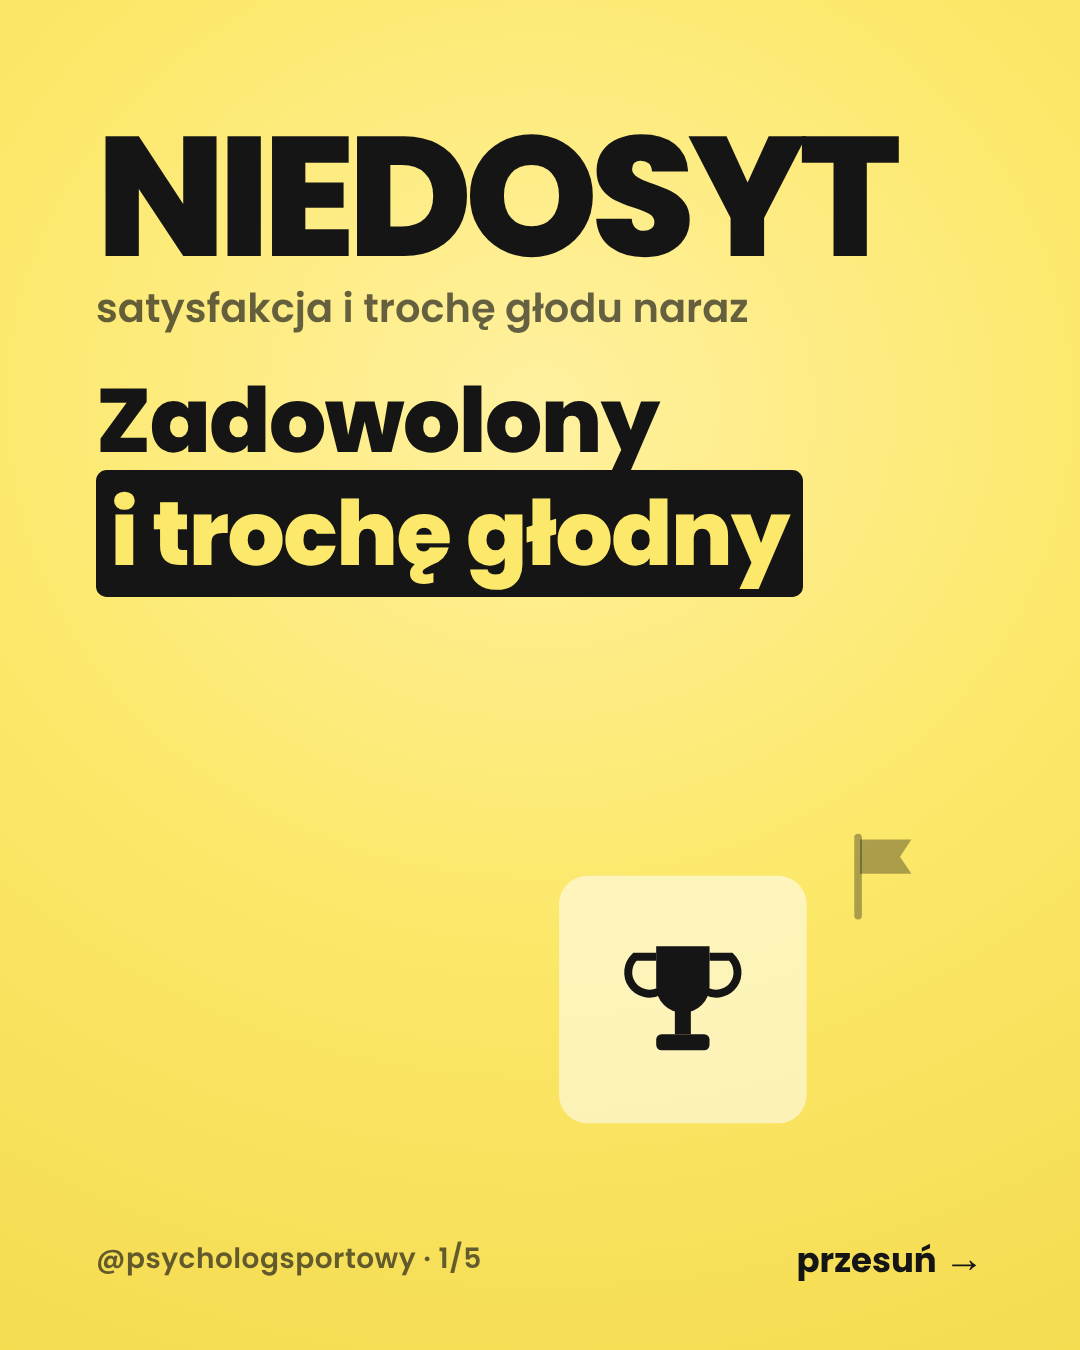 NIEDOSYT
satysfakcja i trochę głodu naraz
Zadowolony
i trochę głodny
@psychologsportowy · 1/5
przesuń →